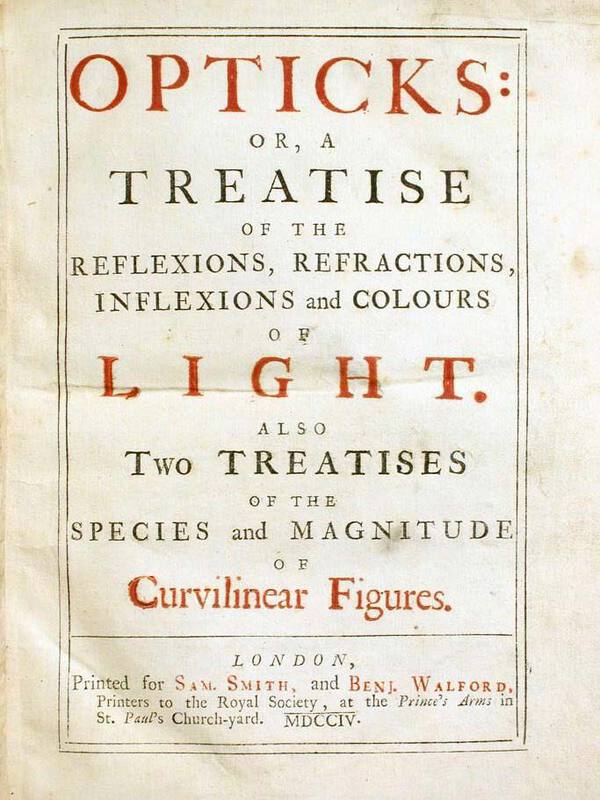 OPTICKS:
OR, A
TREATISE
OF THE
REFLEXIONS, REFRACTIONS,
INFLEXIONS and COLOURS
OF
LIGHT.
ALSO
Two TREATISES
OF THE
SPECIES and MAGNITUDE
OF
Curvilinear Figures.
LONDON,
Printed for SAM. SMITH, and BENJ. WALFORD,
Printers to the Royal Society, at the Prince's Arms in
St. Paul's Church-yard. MDCCIV.